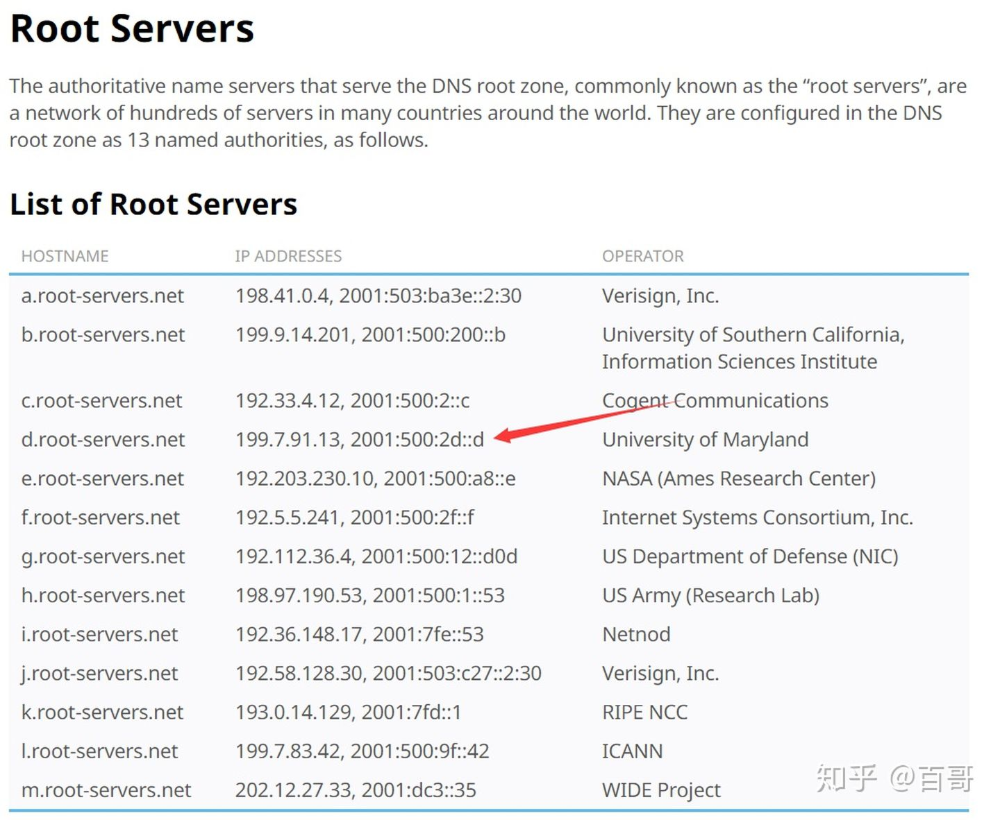 Root Servers
The authoritative name servers that serve the DNS root zone, commonly known as the “root servers”, are
a network of hundreds of servers in many countries around the world. They are configured in the DNS
root zone as 13 named authorities, as follows.
List of Root Servers
HOSTNAME IP ADDRESSES OPERATOR
a.root-servers.net 198.41.0.4, 2001:503:ba3e::2:30 Verisign, Inc.
b.root-servers.net 199.9.14.201, 2001:500:200::b University of Southern California,
Information Sciences Institute
c.root-servers.net 192.33.4.12, 2001:500:2::c Cogent Communications
d.root-servers.net 199.7.91.13, 2001:500:2d::d University of Maryland
e.root-servers.net 192.203.230.10, 2001:500:a8::e NASA (Ames Research Center)
f.root-servers.net 192.5.5.241, 2001:500:2f::f Internet Systems Consortium, Inc.
g.root-servers.net 192.112.36.4, 2001:500:12::d0d US Department of Defense (NIC)
h.root-servers.net 198.97.190.53, 2001:500:1::53 US Army (Research Lab)
i.root-servers.net 192.36.148.17, 2001:7fe::53 Netnod
j.root-servers.net 192.58.128.30, 2001:503:c27::2:30 Verisign, Inc.
k.root-servers.net 193.0.14.129, 2001:7fd::1 RIPE NCC
l.root-servers.net 199.7.83.42, 2001:500:9f::42 ICANN
m.root-servers.net 202.12.27.33, 2001:dc3::35 WIDE Project
知乎 @百哥